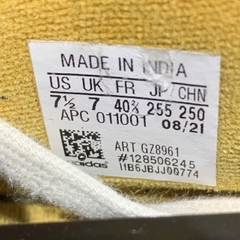 MADE IN INDIA
US UK FR JP/CHN
7½ 7 40⅔ 255 250
APC 011001 08/21
ART GZ8961
#128506245
adidas I1B6JBJJ00774